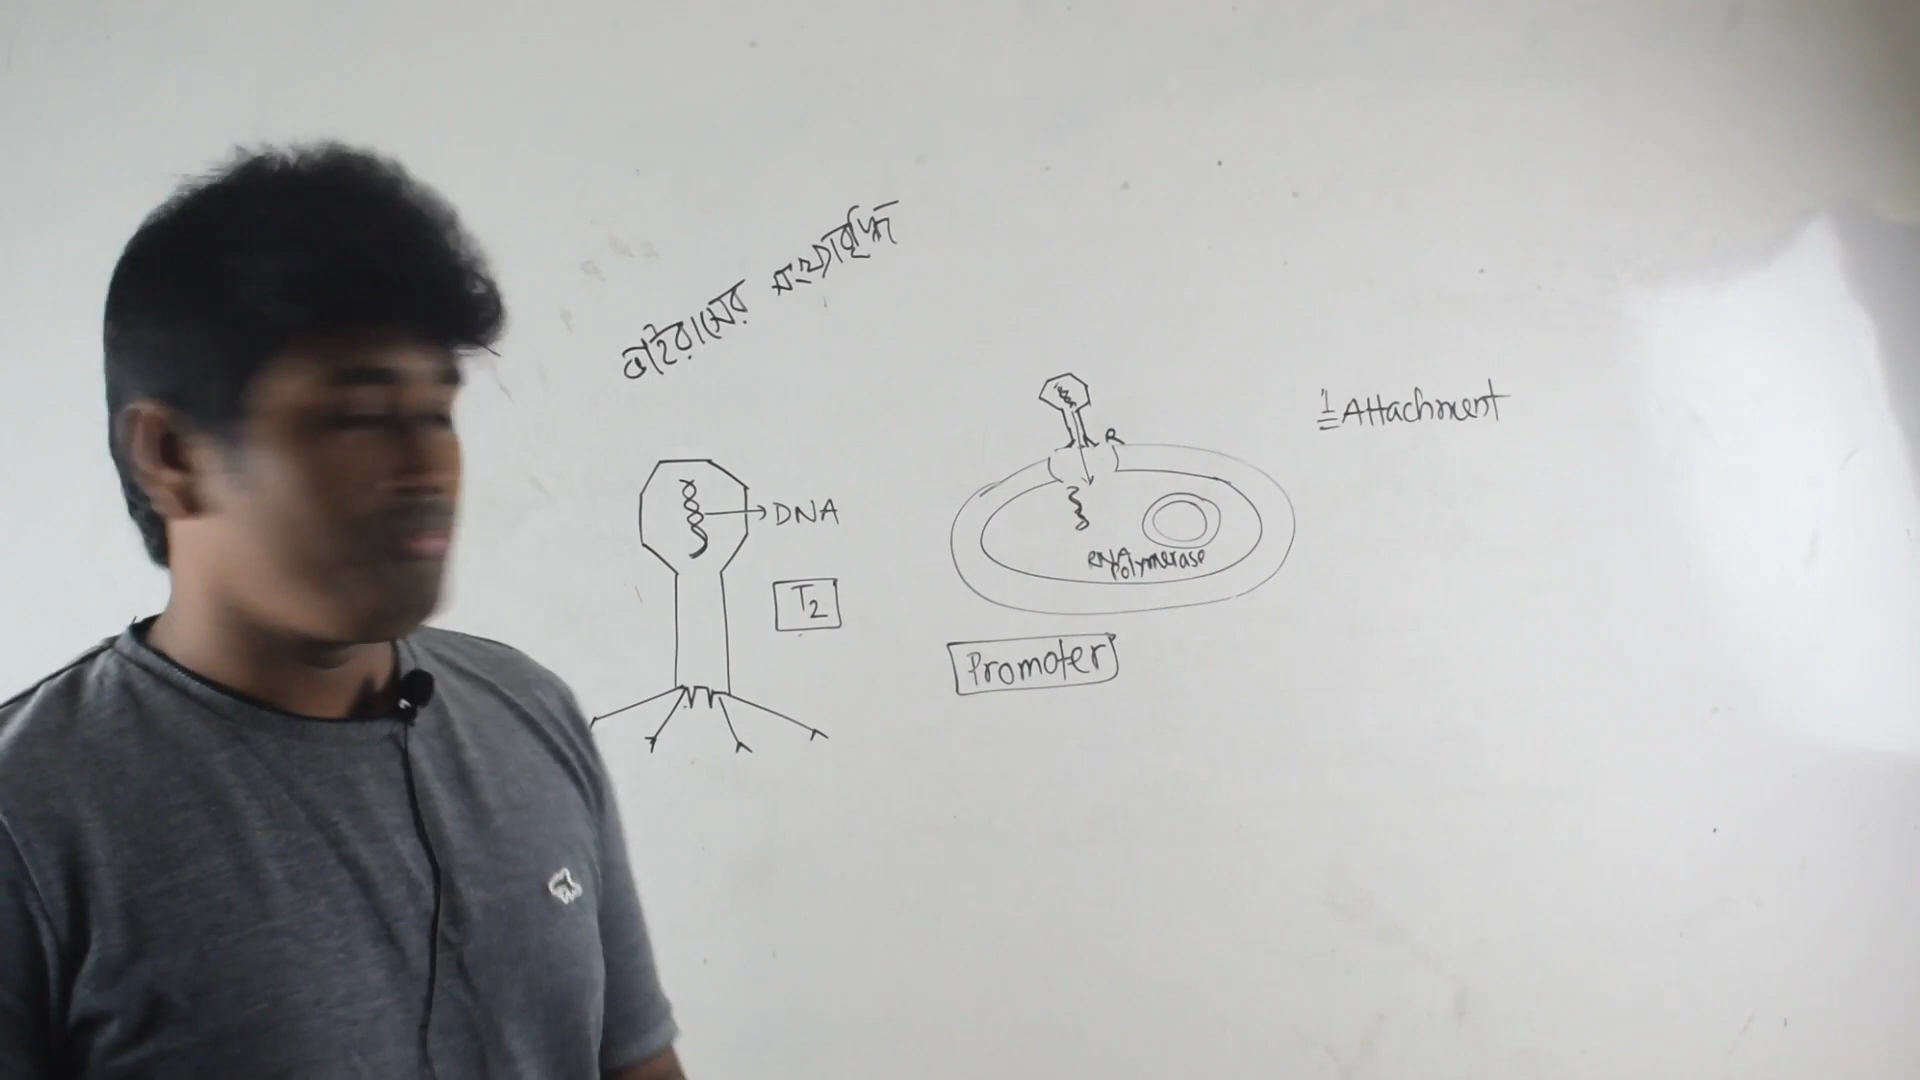 ভাইরাসের সংখ্যাবৃদ্ধি
1 Attachment
R
DNA
RNA
Polymerase
T2
Promoter